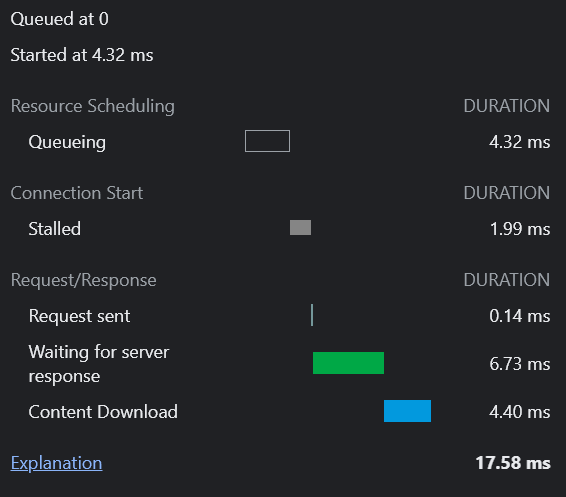 Queued at 0
Started at 4.32 ms
Resource Scheduling DURATION
Queueing 4.32 ms
Connection Start DURATION
Stalled 1.99 ms
Request/Response DURATION
Request sent 0.14 ms
Waiting for server
response 6.73 ms
Content Download 4.40 ms
Explanation 17.58 ms